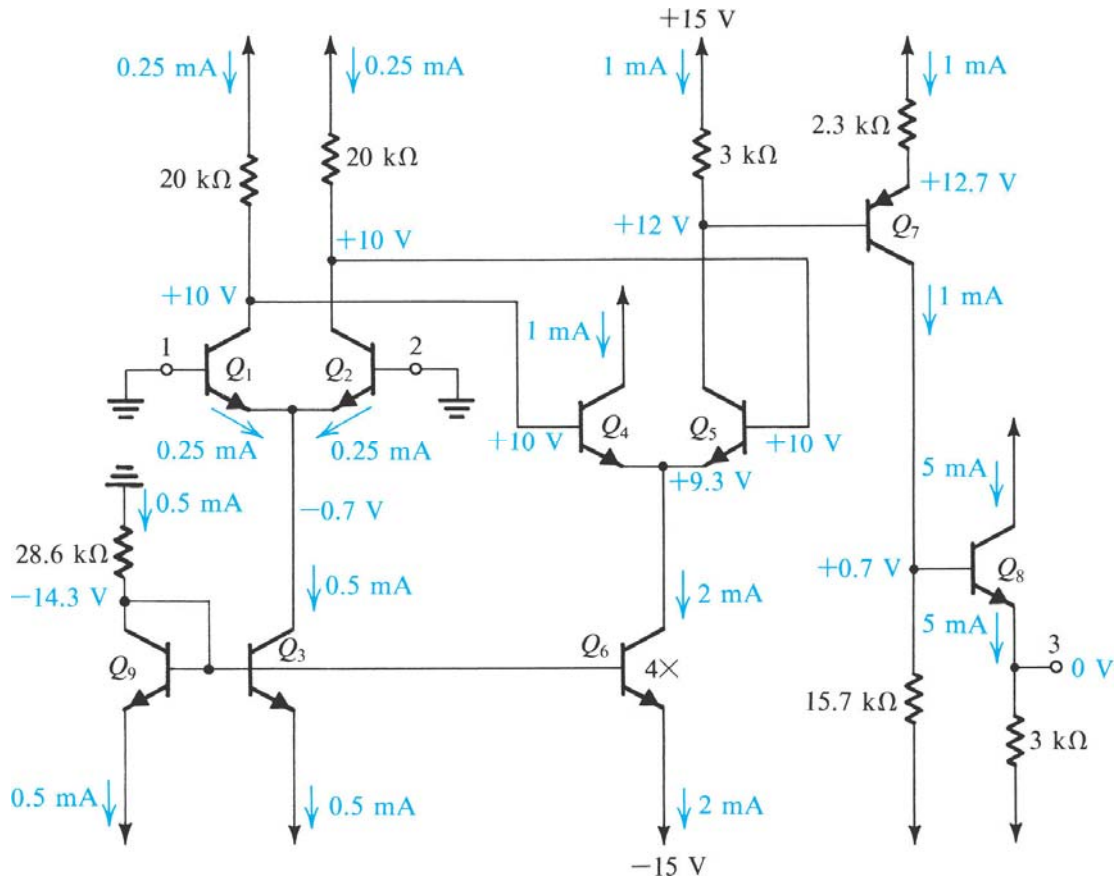 +15 V
0.25 mA
0.25 mA
1 mA
1 mA
2.3 kΩ
20 kΩ
20 kΩ
3 kΩ
+12.7 V
+12 V
Q7
+10 V
+10 V
1 mA
1 mA
1
Q1
Q2
2
+10 V
Q4
Q5
+10 V
0.25 mA
0.25 mA
+9.3 V
5 mA
0.5 mA
−0.7 V
28.6 kΩ
+0.7 V
Q8
−14.3 V
0.5 mA
2 mA
5 mA
Q9
Q3
Q6
4×
3
0 V
15.7 kΩ
3 kΩ
0.5 mA
0.5 mA
2 mA
−15 V